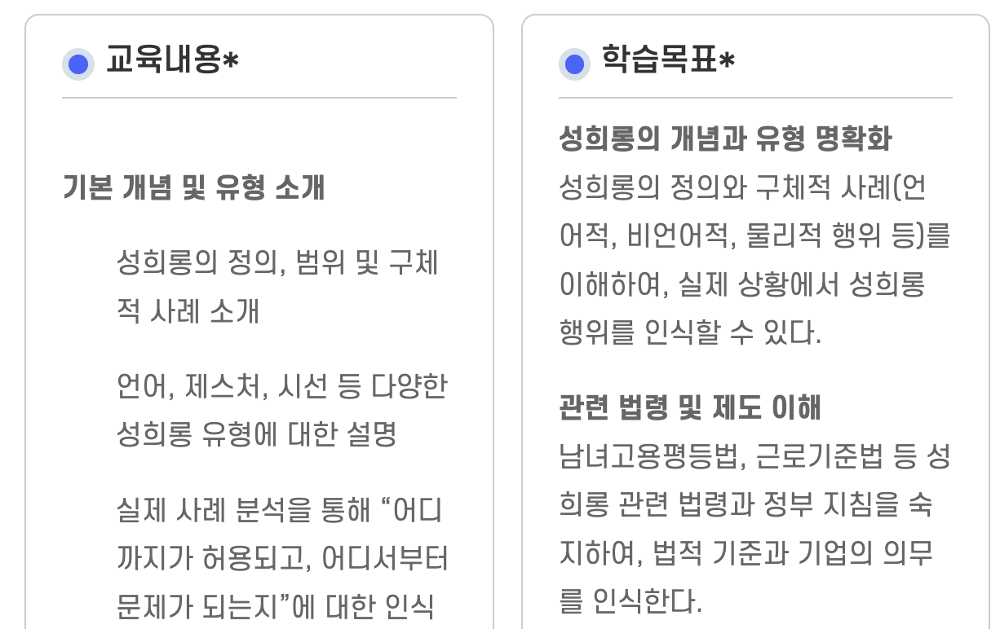 교육내용*
기본 개념 및 유형 소개
성희롱의 정의, 범위 및 구체
적 사례 소개
언어, 제스처, 시선 등 다양한
성희롱 유형에 대한 설명
실제 사례 분석을 통해 “어디
까지가 허용되고, 어디서부터
문제가 되는지”에 대한 인식
학습목표*
성희롱의 개념과 유형 명확화
성희롱의 정의와 구체적 사례(언
어적, 비언어적, 물리적 행위 등)를
이해하여, 실제 상황에서 성희롱
행위를 인식할 수 있다.
관련 법령 및 제도 이해
남녀고용평등법, 근로기준법 등 성
희롱 관련 법령과 정부 지침을 숙
지하여, 법적 기준과 기업의 의무
를 인식한다.